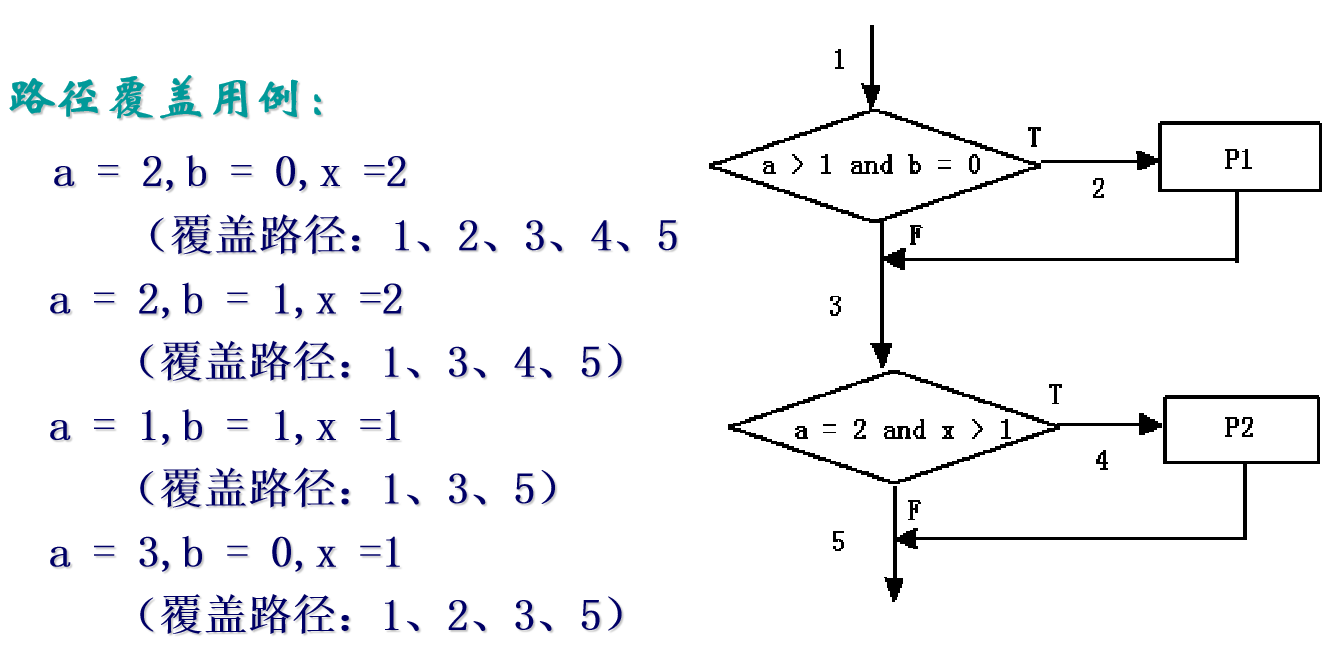 路径覆盖用例：
a = 2,b = 0,x =2
（覆盖路径：1、2、3、4、5
a = 2,b = 1,x =2
（覆盖路径：1、3、4、5）
a = 1,b = 1,x =1
（覆盖路径：1、3、5）
a = 3,b = 0,x =1
（覆盖路径：1、2、3、5）
1
a > 1 and b = 0
T
2
P1
F
3
a = 2 and x > 1
T
4
P2
F
5